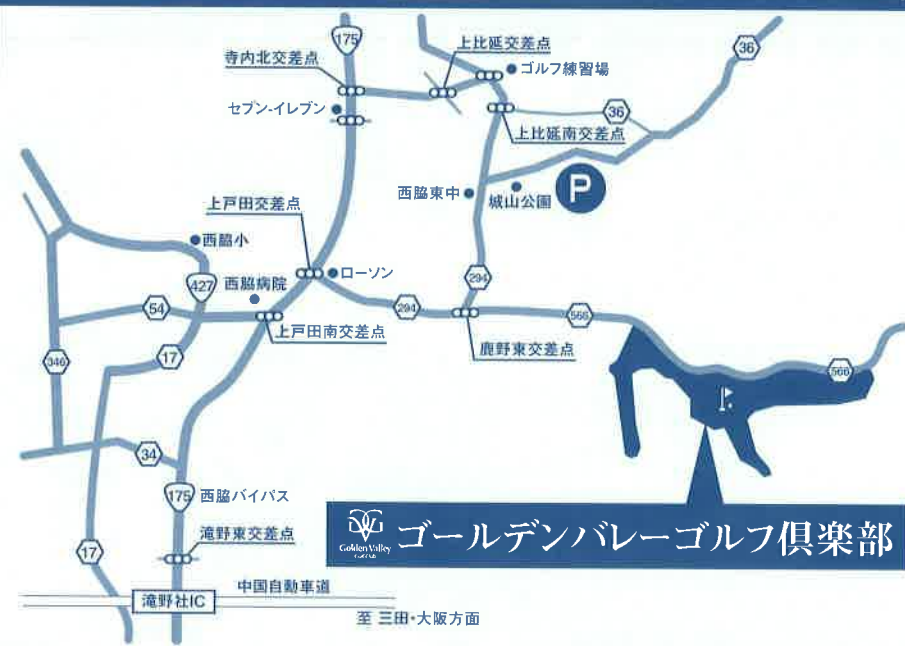 175
上比延交差点
36
寺内北交差点
ゴルフ練習場
セブン-イレブン
36
上比延南交差点
西脇東中
城山公園
P
上戸田交差点
西脇小
ローソン
427
西脇病院
294
54
294
566
上戸田南交差点
鹿野東交差点
17
346
566
34
175
西脇バイパス
Golden Valley
ゴールデンバレーゴルフ倶楽部
滝野東交差点
17
中国自動車道
滝野社IC
至 三田・大阪方面